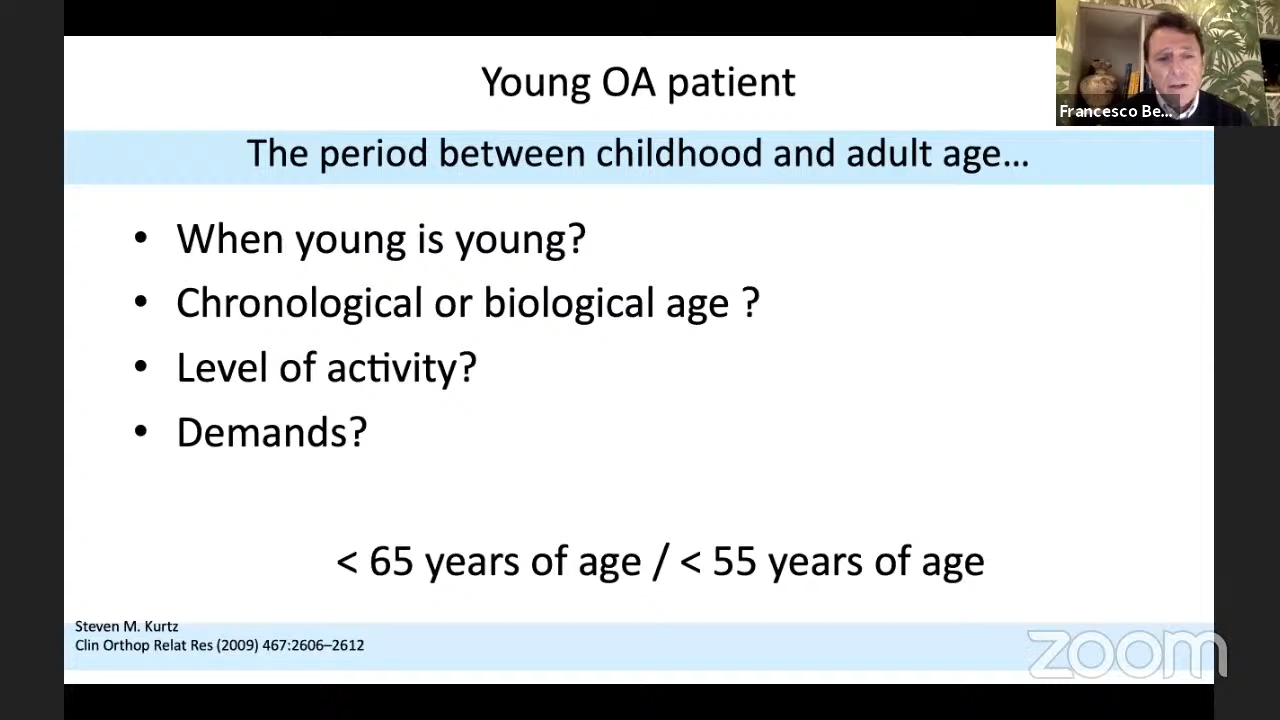 Young OA patient
Francesco Be...
The period between childhood and adult age...
• When young is young?
• Chronological or biological age ?
• Level of activity?
• Demands?
< 65 years of age / < 55 years of age
Steven M. Kurtz
Clin Orthop Relat Res (2009) 467:2606–2612
zoom